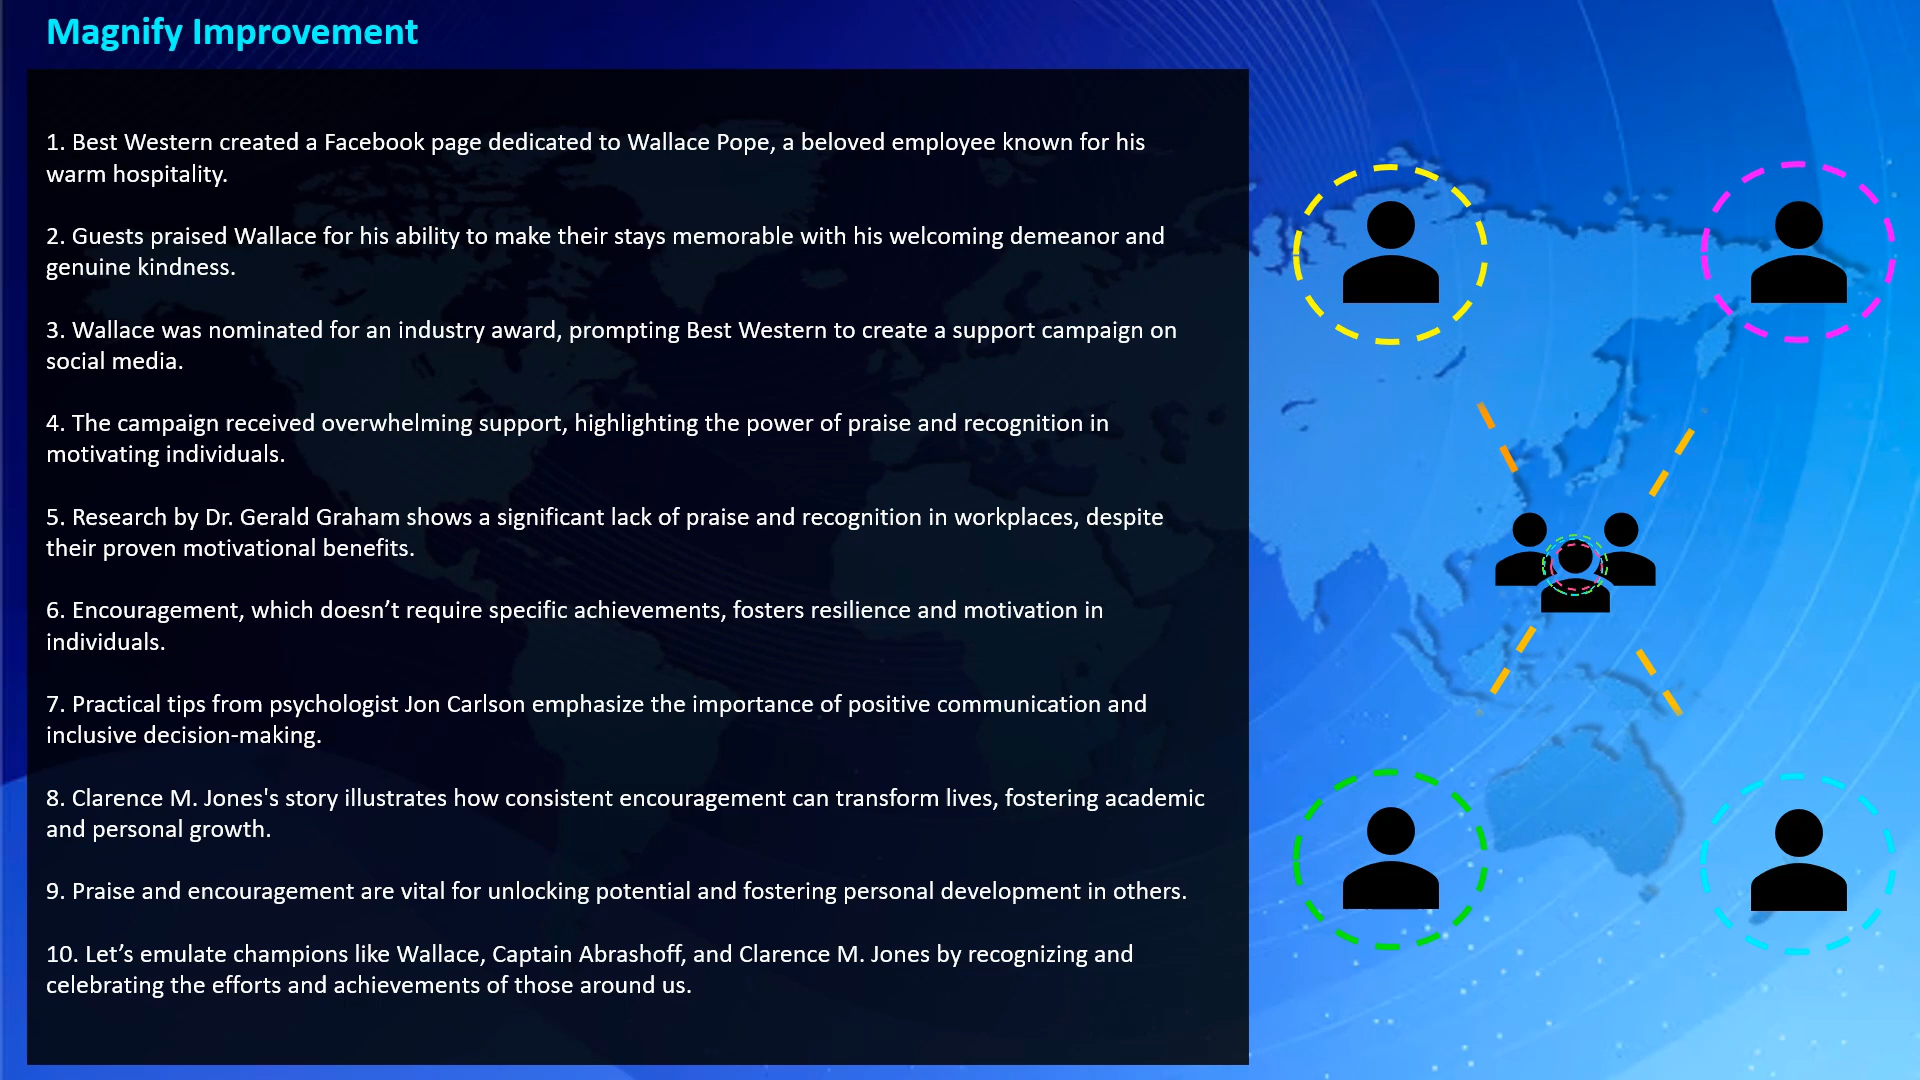 Magnify Improvement
1. Best Western created a Facebook page dedicated to Wallace Pope, a beloved employee known for his
warm hospitality.
2. Guests praised Wallace for his ability to make their stays memorable with his welcoming demeanor and
genuine kindness.
3. Wallace was nominated for an industry award, prompting Best Western to create a support campaign on
social media.
4. The campaign received overwhelming support, highlighting the power of praise and recognition in
motivating individuals.
5. Research by Dr. Gerald Graham shows a significant lack of praise and recognition in workplaces, despite
their proven motivational benefits.
6. Encouragement, which doesn’t require specific achievements, fosters resilience and motivation in
individuals.
7. Practical tips from psychologist Jon Carlson emphasize the importance of positive communication and
inclusive decision-making.
8. Clarence M. Jones's story illustrates how consistent encouragement can transform lives, fostering academic
and personal growth.
9. Praise and encouragement are vital for unlocking potential and fostering personal development in others.
10. Let’s emulate champions like Wallace, Captain Abrashoff, and Clarence M. Jones by recognizing and
celebrating the efforts and achievements of those around us.